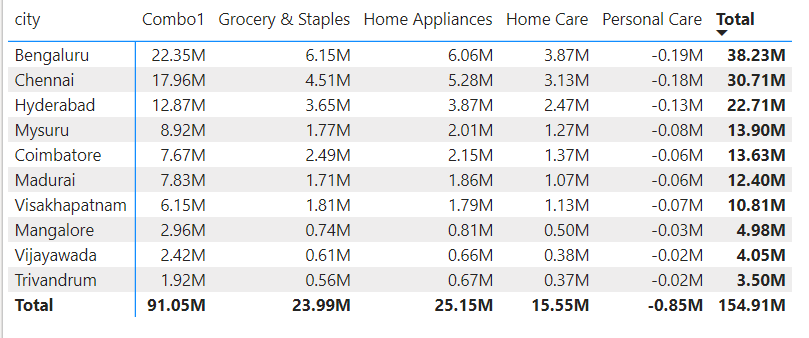 city Combo1 Grocery & Staples Home Appliances Home Care Personal Care Total
Bengaluru 22.35M 6.15M 6.06M 3.87M -0.19M 38.23M
Chennai 17.96M 4.51M 5.28M 3.13M -0.18M 30.71M
Hyderabad 12.87M 3.65M 3.87M 2.47M -0.13M 22.71M
Mysuru 8.92M 1.77M 2.01M 1.27M -0.08M 13.90M
Coimbatore 7.67M 2.49M 2.15M 1.37M -0.06M 13.63M
Madurai 7.83M 1.71M 1.86M 1.07M -0.06M 12.40M
Visakhapatnam 6.15M 1.81M 1.79M 1.13M -0.07M 10.81M
Mangalore 2.96M 0.74M 0.81M 0.50M -0.03M 4.98M
Vijayawada 2.42M 0.61M 0.66M 0.38M -0.02M 4.05M
Trivandrum 1.92M 0.56M 0.67M 0.37M -0.02M 3.50M
Total 91.05M 23.99M 25.15M 15.55M -0.85M 154.91M